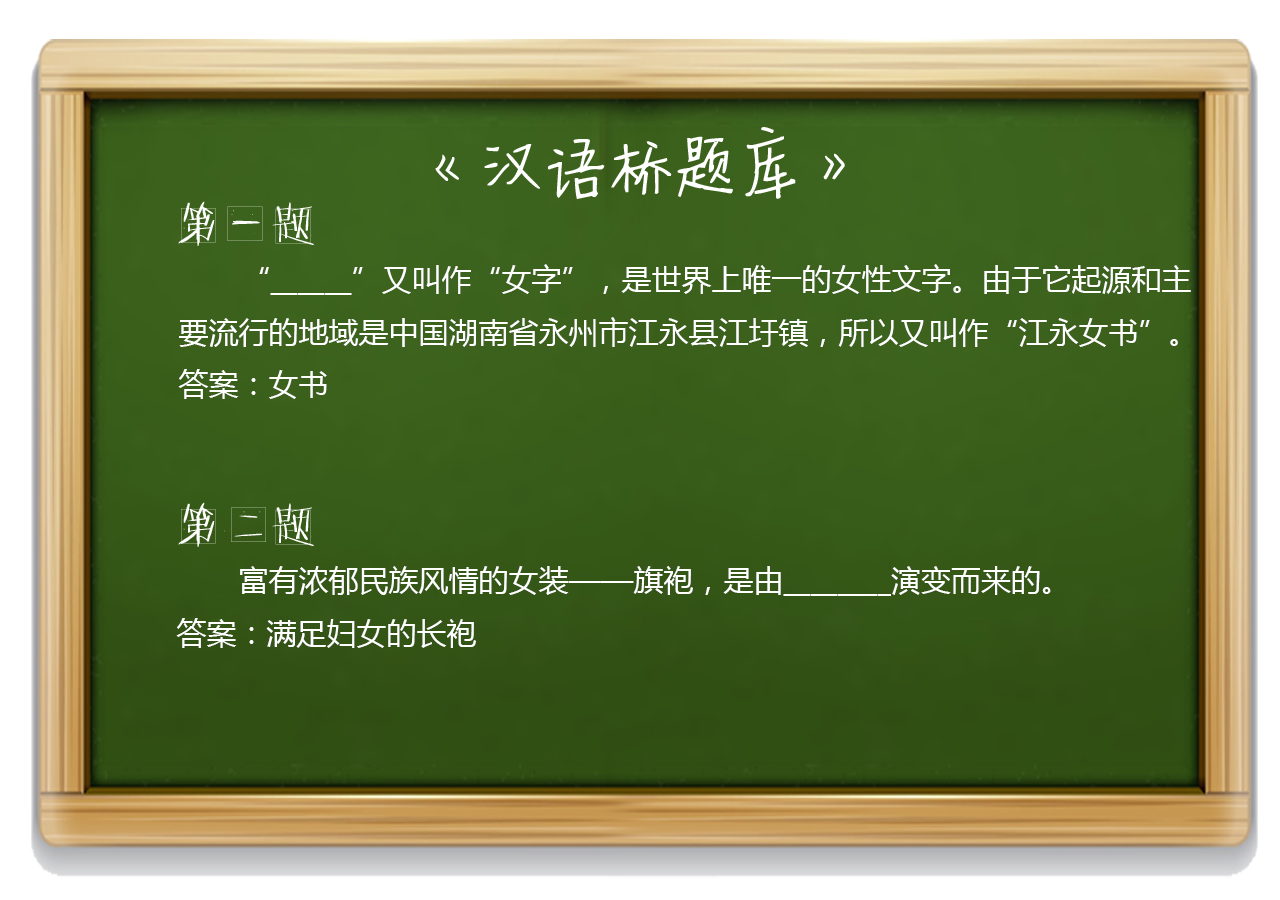 《汉语桥题库》
第一题
“______”又叫作“女字”，是世界上唯一的女性文字。由于它起源和主
要流行的地域是中国湖南省永州市江永县江圩镇，所以又叫作“江永女书”。
答案：女书
第二题
富有浓郁民族风情的女装——旗袍，是由________演变而来的。
答案：满足妇女的长袍